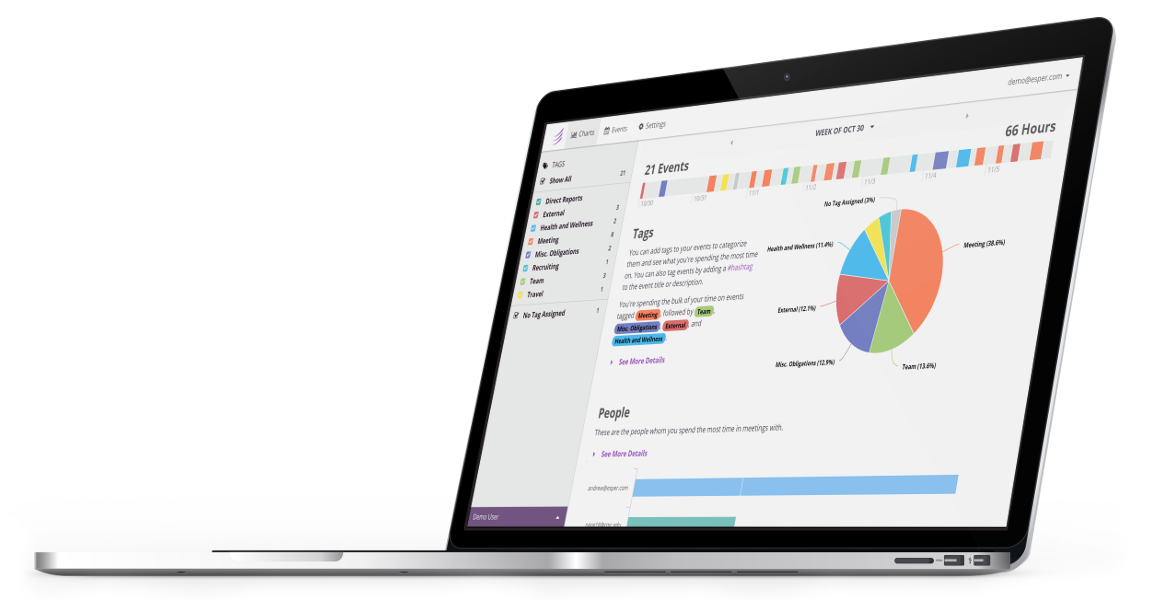 demo@esper.com
Charts
Events
Settings
WEEK OF OCT 30
TAGS
Show All 21
Direct Reports
External 3
Health and Wellness 2
Meeting 8
Misc. Obligations 2
Recruiting 1
Team 3
Travel 1
No Tag Assigned 1
Demo User
21 Events
66 Hours
10/30
10/31
11/1
11/2
11/3
11/4
11/5
Tags
You can add tags to your events to categorize
them and see what you're spending the most time
on. You can also tag events by adding a #hashtag
to the event title or description.
You're spending the bulk of your time on events
tagged Meeting, followed by Team,
Misc. Obligations, External, and
Health and Wellness.
See More Details
No Tag Assigned (3%)
Health and Wellness (11.4%)
Meeting (38.6%)
External (12.1%)
Misc. Obligations (12.9%)
Team (13.6%)
People
These are the people whom you spend the most time in meetings with.
See More Details
andrew@esper.com